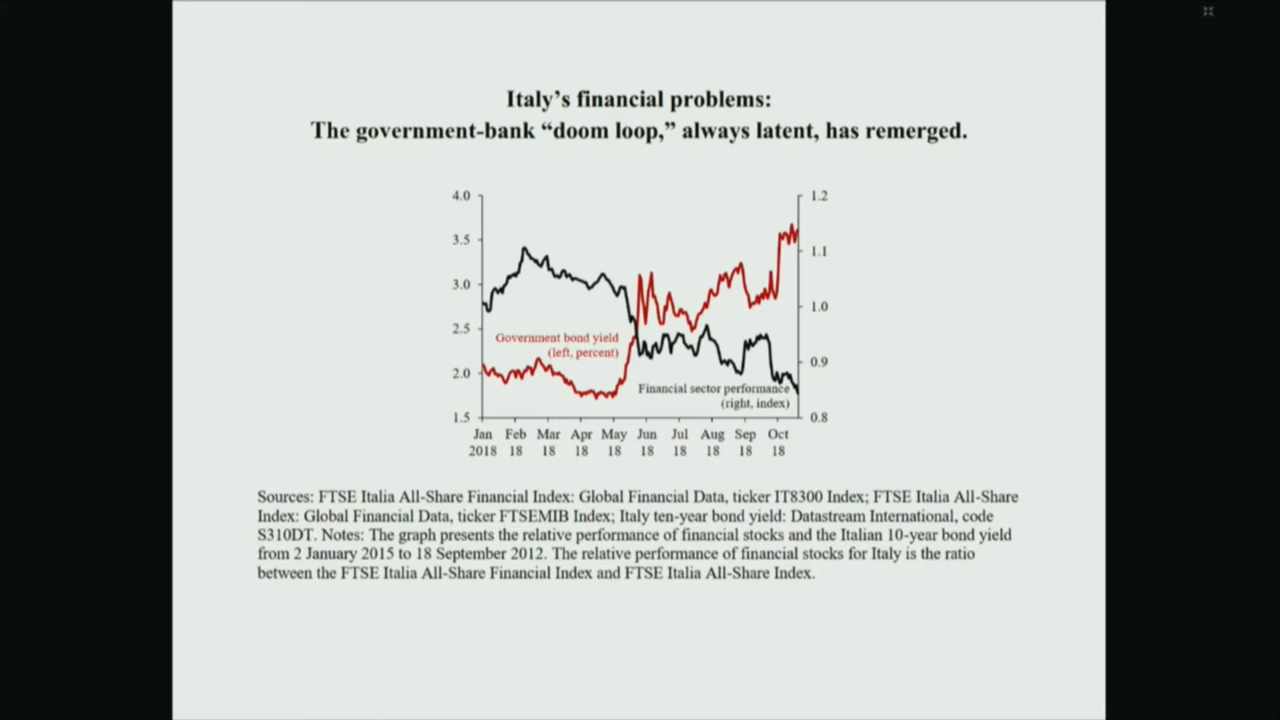 Italy's financial problems:
The government-bank “doom loop,” always latent, has remerged.
4.0
3.5
3.0
2.5
2.0
1.5
1.2
1.1
1.0
0.9
0.8
Government bond yield
(left, percent)
Financial sector performance
(right, index)
Jan Feb Mar Apr May Jun Jul Aug Sep Oct
2018 18 18 18 18 18 18 18 18 18
Sources: FTSE Italia All-Share Financial Index: Global Financial Data, ticker IT8300 Index; FTSE Italia All-Share
Index: Global Financial Data, ticker FTSEMIB Index; Italy ten-year bond yield: Datastream International, code
S310DT. Notes: The graph presents the relative performance of financial stocks and the Italian 10-year bond yield
from 2 January 2015 to 18 September 2012. The relative performance of financial stocks for Italy is the ratio
between the FTSE Italia All-Share Financial Index and FTSE Italia All-Share Index.